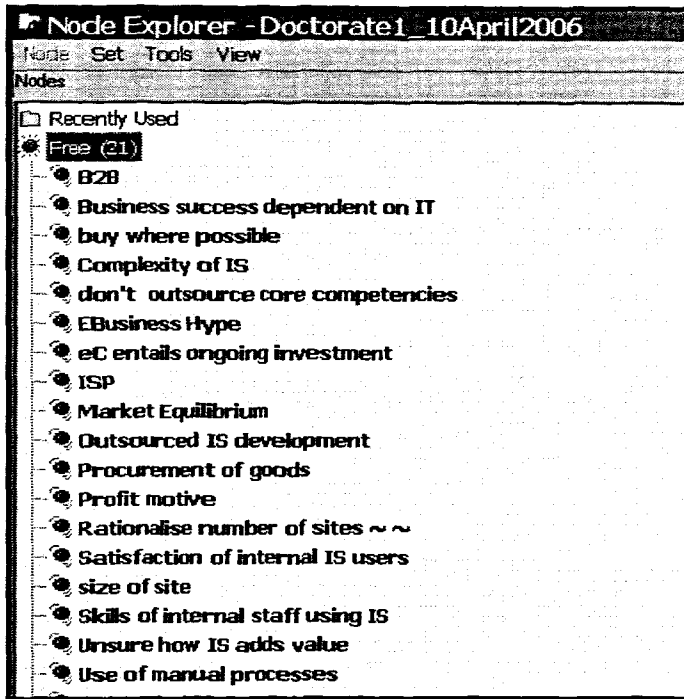 Node Explorer - Doctorate1_10April2006
Node Set Tools View
Nodes
Recently Used
Free (21)
B2B
Business success dependent on IT
buy where possible
Complexity of IS
don't outsource core competencies
EBusiness Hype
eC entails ongoing investment
ISP
Market Equilibrium
Outsourced IS development
Procurement of goods
Profit motive
Rationalise number of sites ~ ~
Satisfaction of internal IS users
size of site
Skills of internal staff using IS
Unsure how IS adds value
Use of manual processes